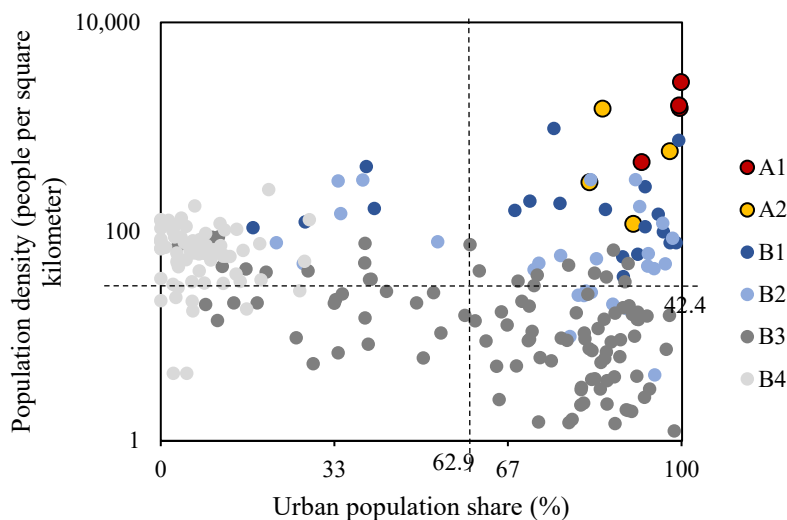 10,000
100
1
Population density (people per square
kilometer)
42.4
62.9
0
33
67
100
Urban population share (%)
A1
A2
B1
B2
B3
B4